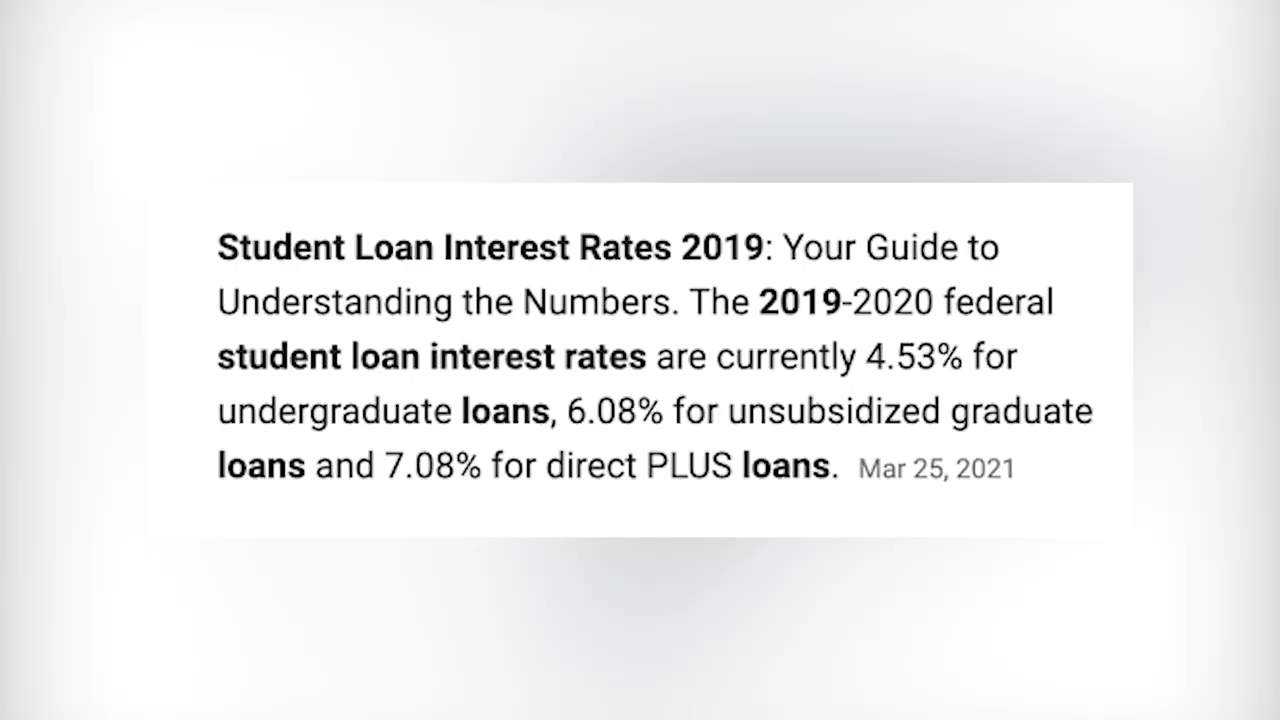 Student Loan Interest Rates 2019: Your Guide to
Understanding the Numbers. The 2019-2020 federal
student loan interest rates are currently 4.53% for
undergraduate loans, 6.08% for unsubsidized graduate
loans and 7.08% for direct PLUS loans. Mar 25, 2021